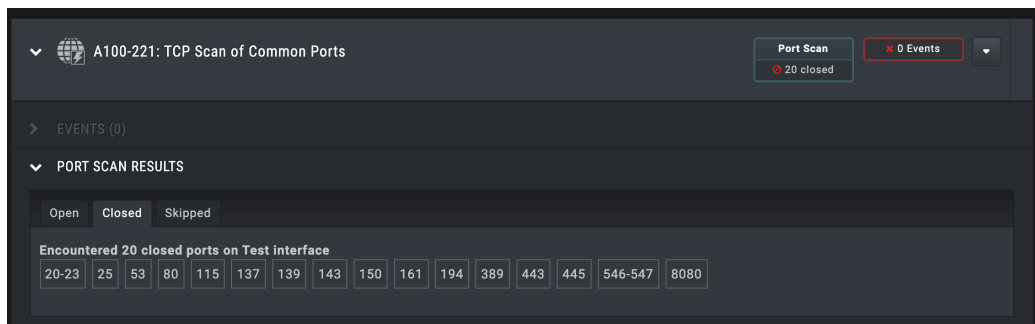 A100-221: TCP Scan of Common Ports
Port Scan
20 closed
0 Events
EVENTS (0)
PORT SCAN RESULTS
Open Closed Skipped
Encountered 20 closed ports on Test interface
20-23 25 53 80 115 137 139 143 150 161 194 389 443 445 546-547 8080